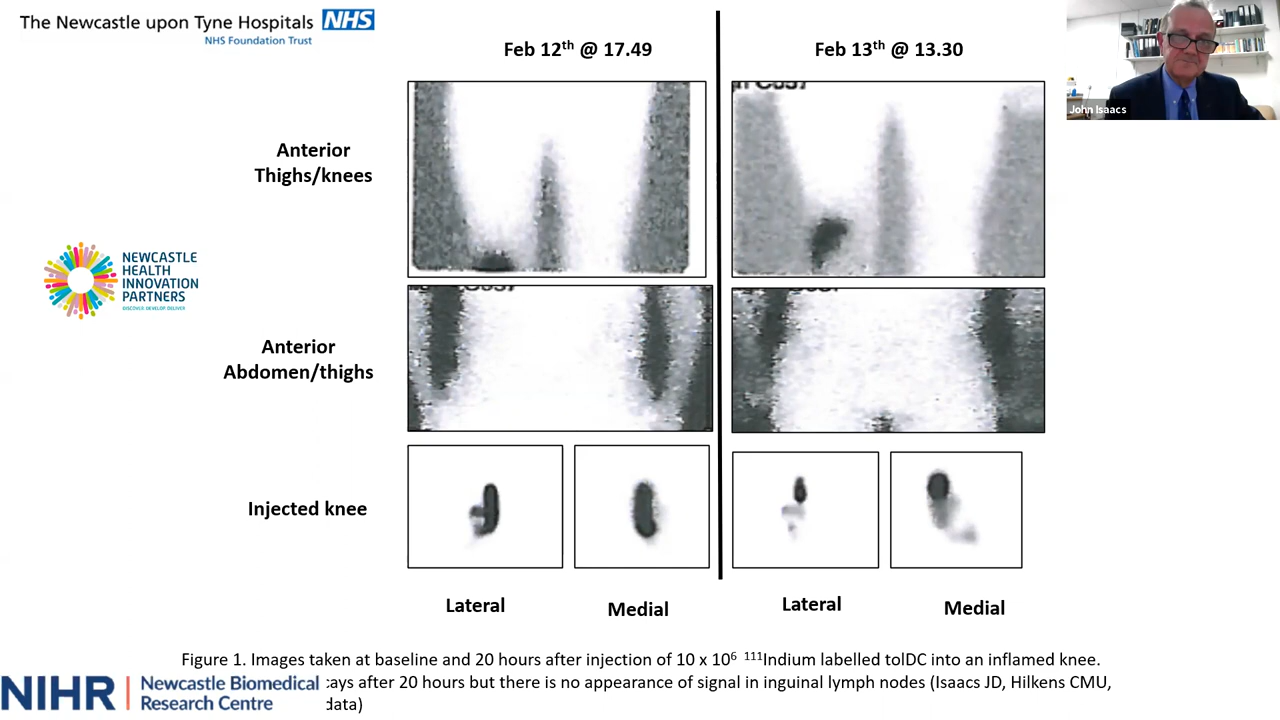 The Newcastle upon Tyne Hospitals NHS
NHS Foundation Trust
Feb 12th @ 17.49
Feb 13th @ 13.30
John Isaacs
Anterior
Thighs/knees
NEWCASTLE
HEALTH
INNOVATION
PARTNERS
DISCOVER DEVELOP DELIVER
Anterior
Abdomen/thighs
Injected knee
Lateral
Medial
Lateral
Medial
Figure 1. Images taken at baseline and 20 hours after injection of 10 x 10⁶ ¹¹¹Indium labelled tolDC into an inflamed knee.
after 20 hours but there is no appearance of signal in inguinal lymph nodes (Isaacs JD, Hilkens CMU,
data)
NIHR | Newcastle Biomedical
Research Centre